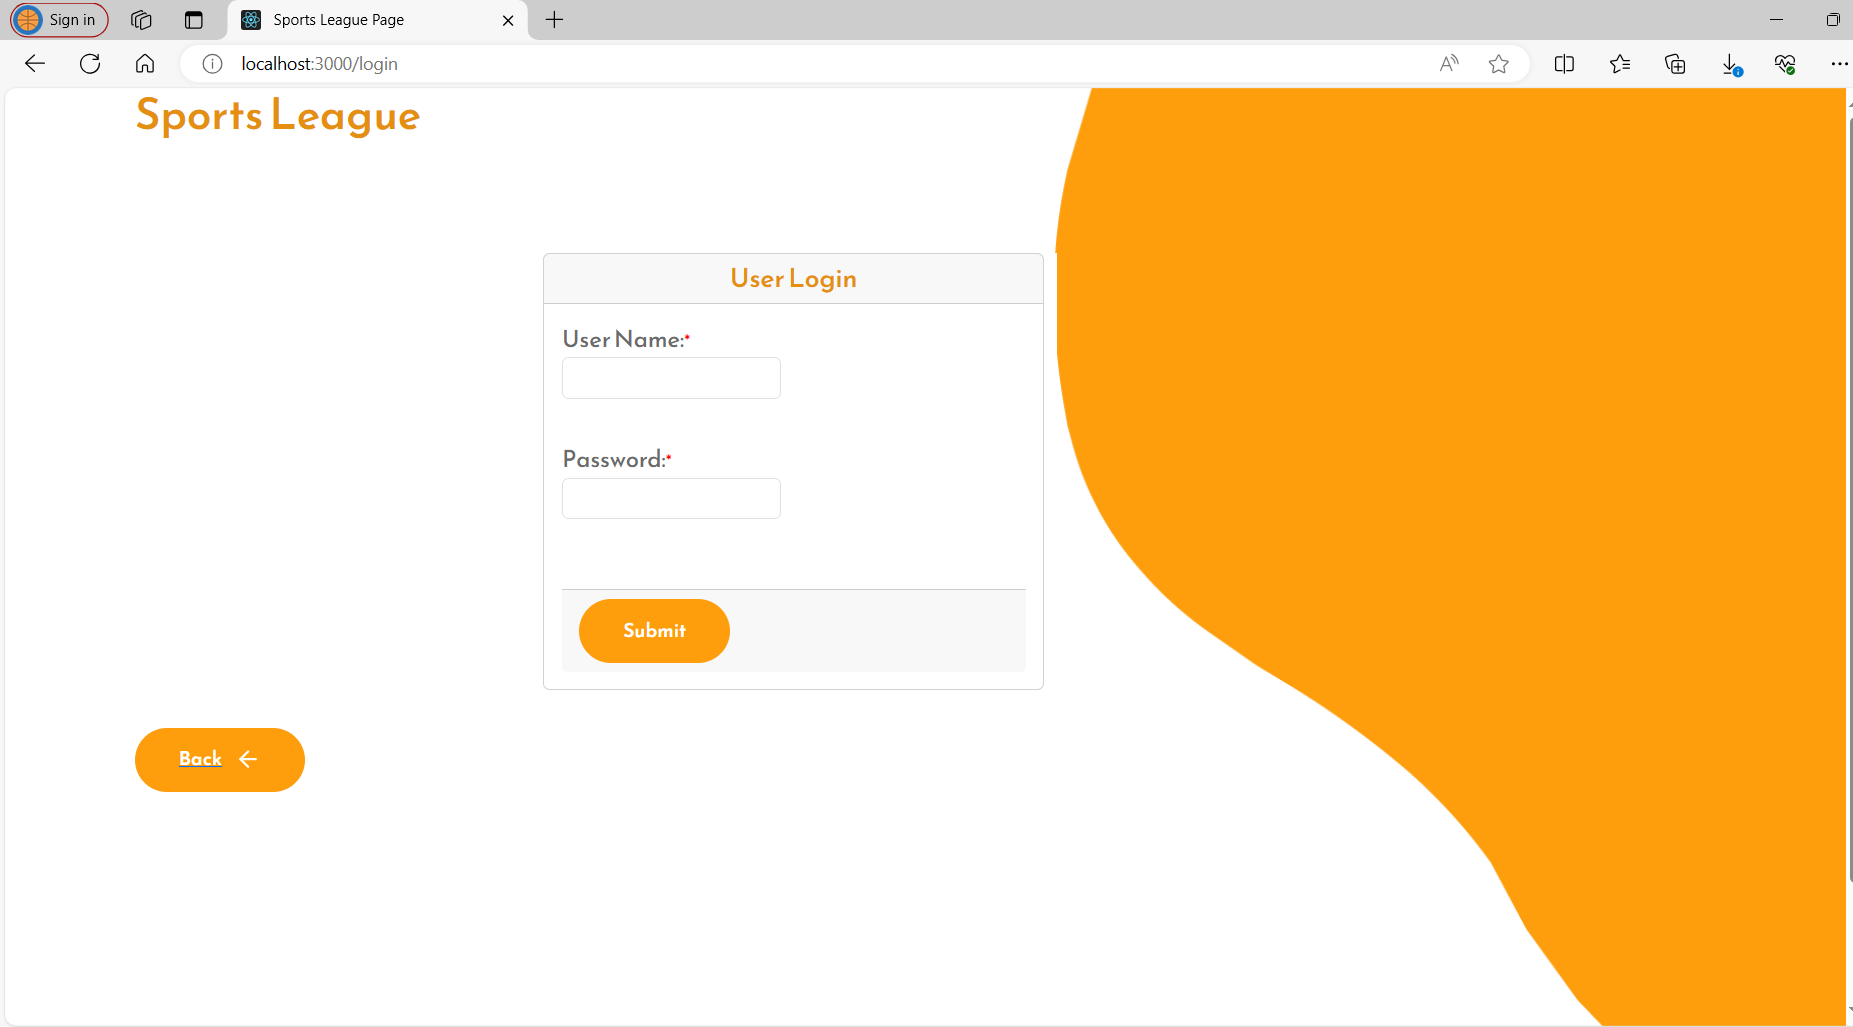 Sign in
Sports League Page
localhost:3000/login
Sports League
User Login
User Name:*
Password:*
Submit
Back